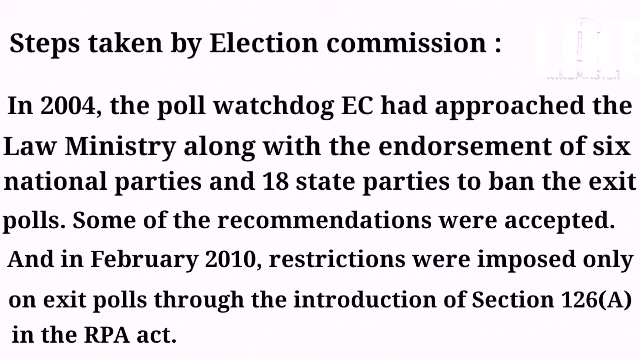 Steps taken by Election commission :
In 2004, the poll watchdog EC had approached the
Law Ministry along with the endorsement of six
national parties and 18 state parties to ban the exit
polls. Some of the recommendations were accepted.
And in February 2010, restrictions were imposed only
on exit polls through the introduction of Section 126(A)
in the RPA act.